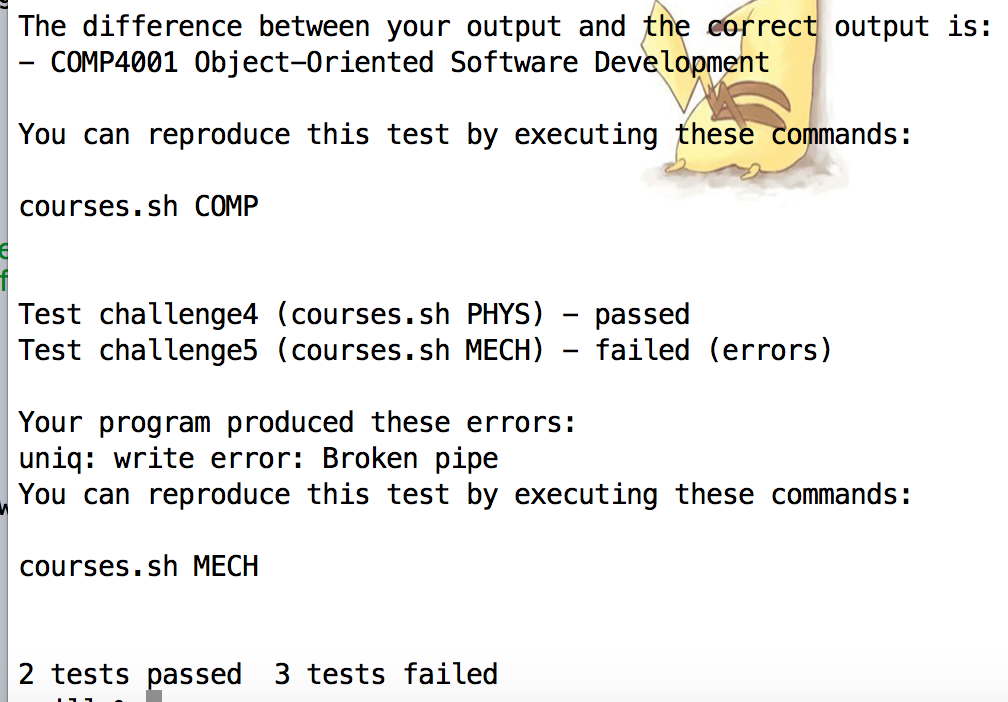 The difference between your output and the correct output is:
- COMP4001 Object-Oriented Software Development
You can reproduce this test by executing these commands:
courses.sh COMP
Test challenge4 (courses.sh PHYS) - passed
Test challenge5 (courses.sh MECH) - failed (errors)
Your program produced these errors:
uniq: write error: Broken pipe
You can reproduce this test by executing these commands:
courses.sh MECH
2 tests passed  3 tests failed